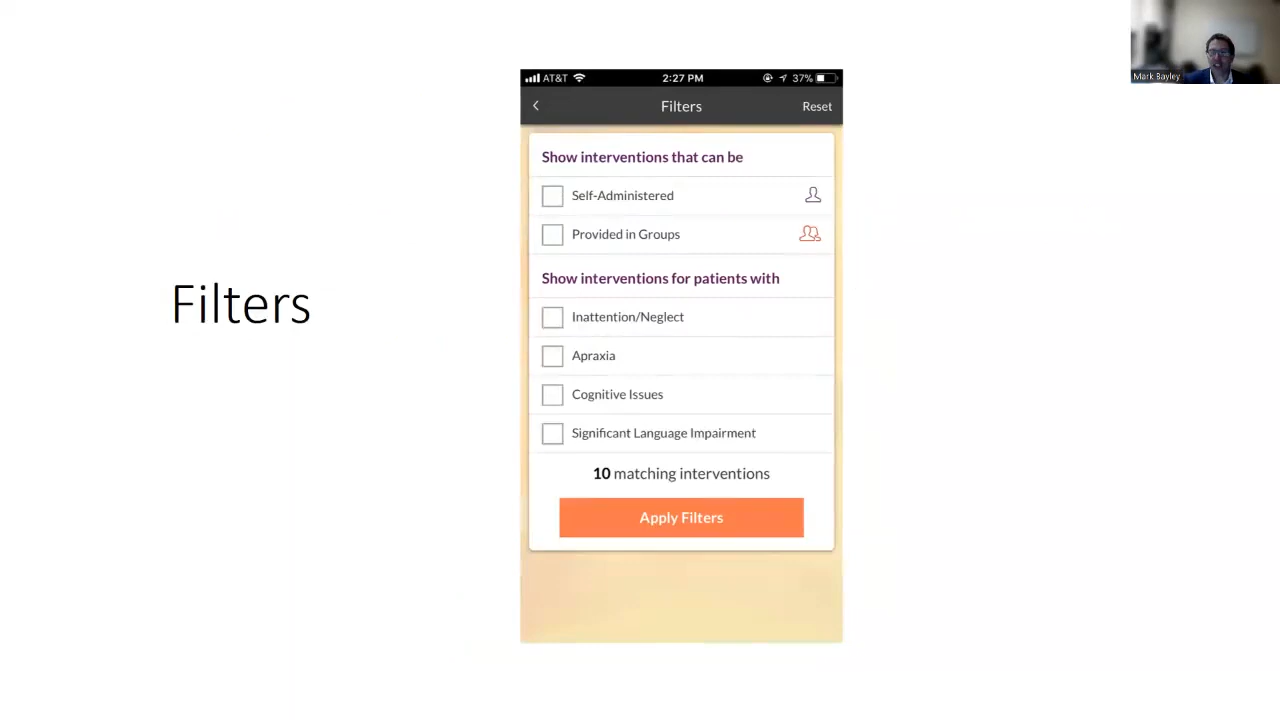 Mark Bayley
AT&T 2:27 PM 37%
Filters Reset
Show interventions that can be
Self-Administered
Provided in Groups
Show interventions for patients with
Filters
Inattention/Neglect
Apraxia
Cognitive Issues
Significant Language Impairment
10 matching interventions
Apply Filters